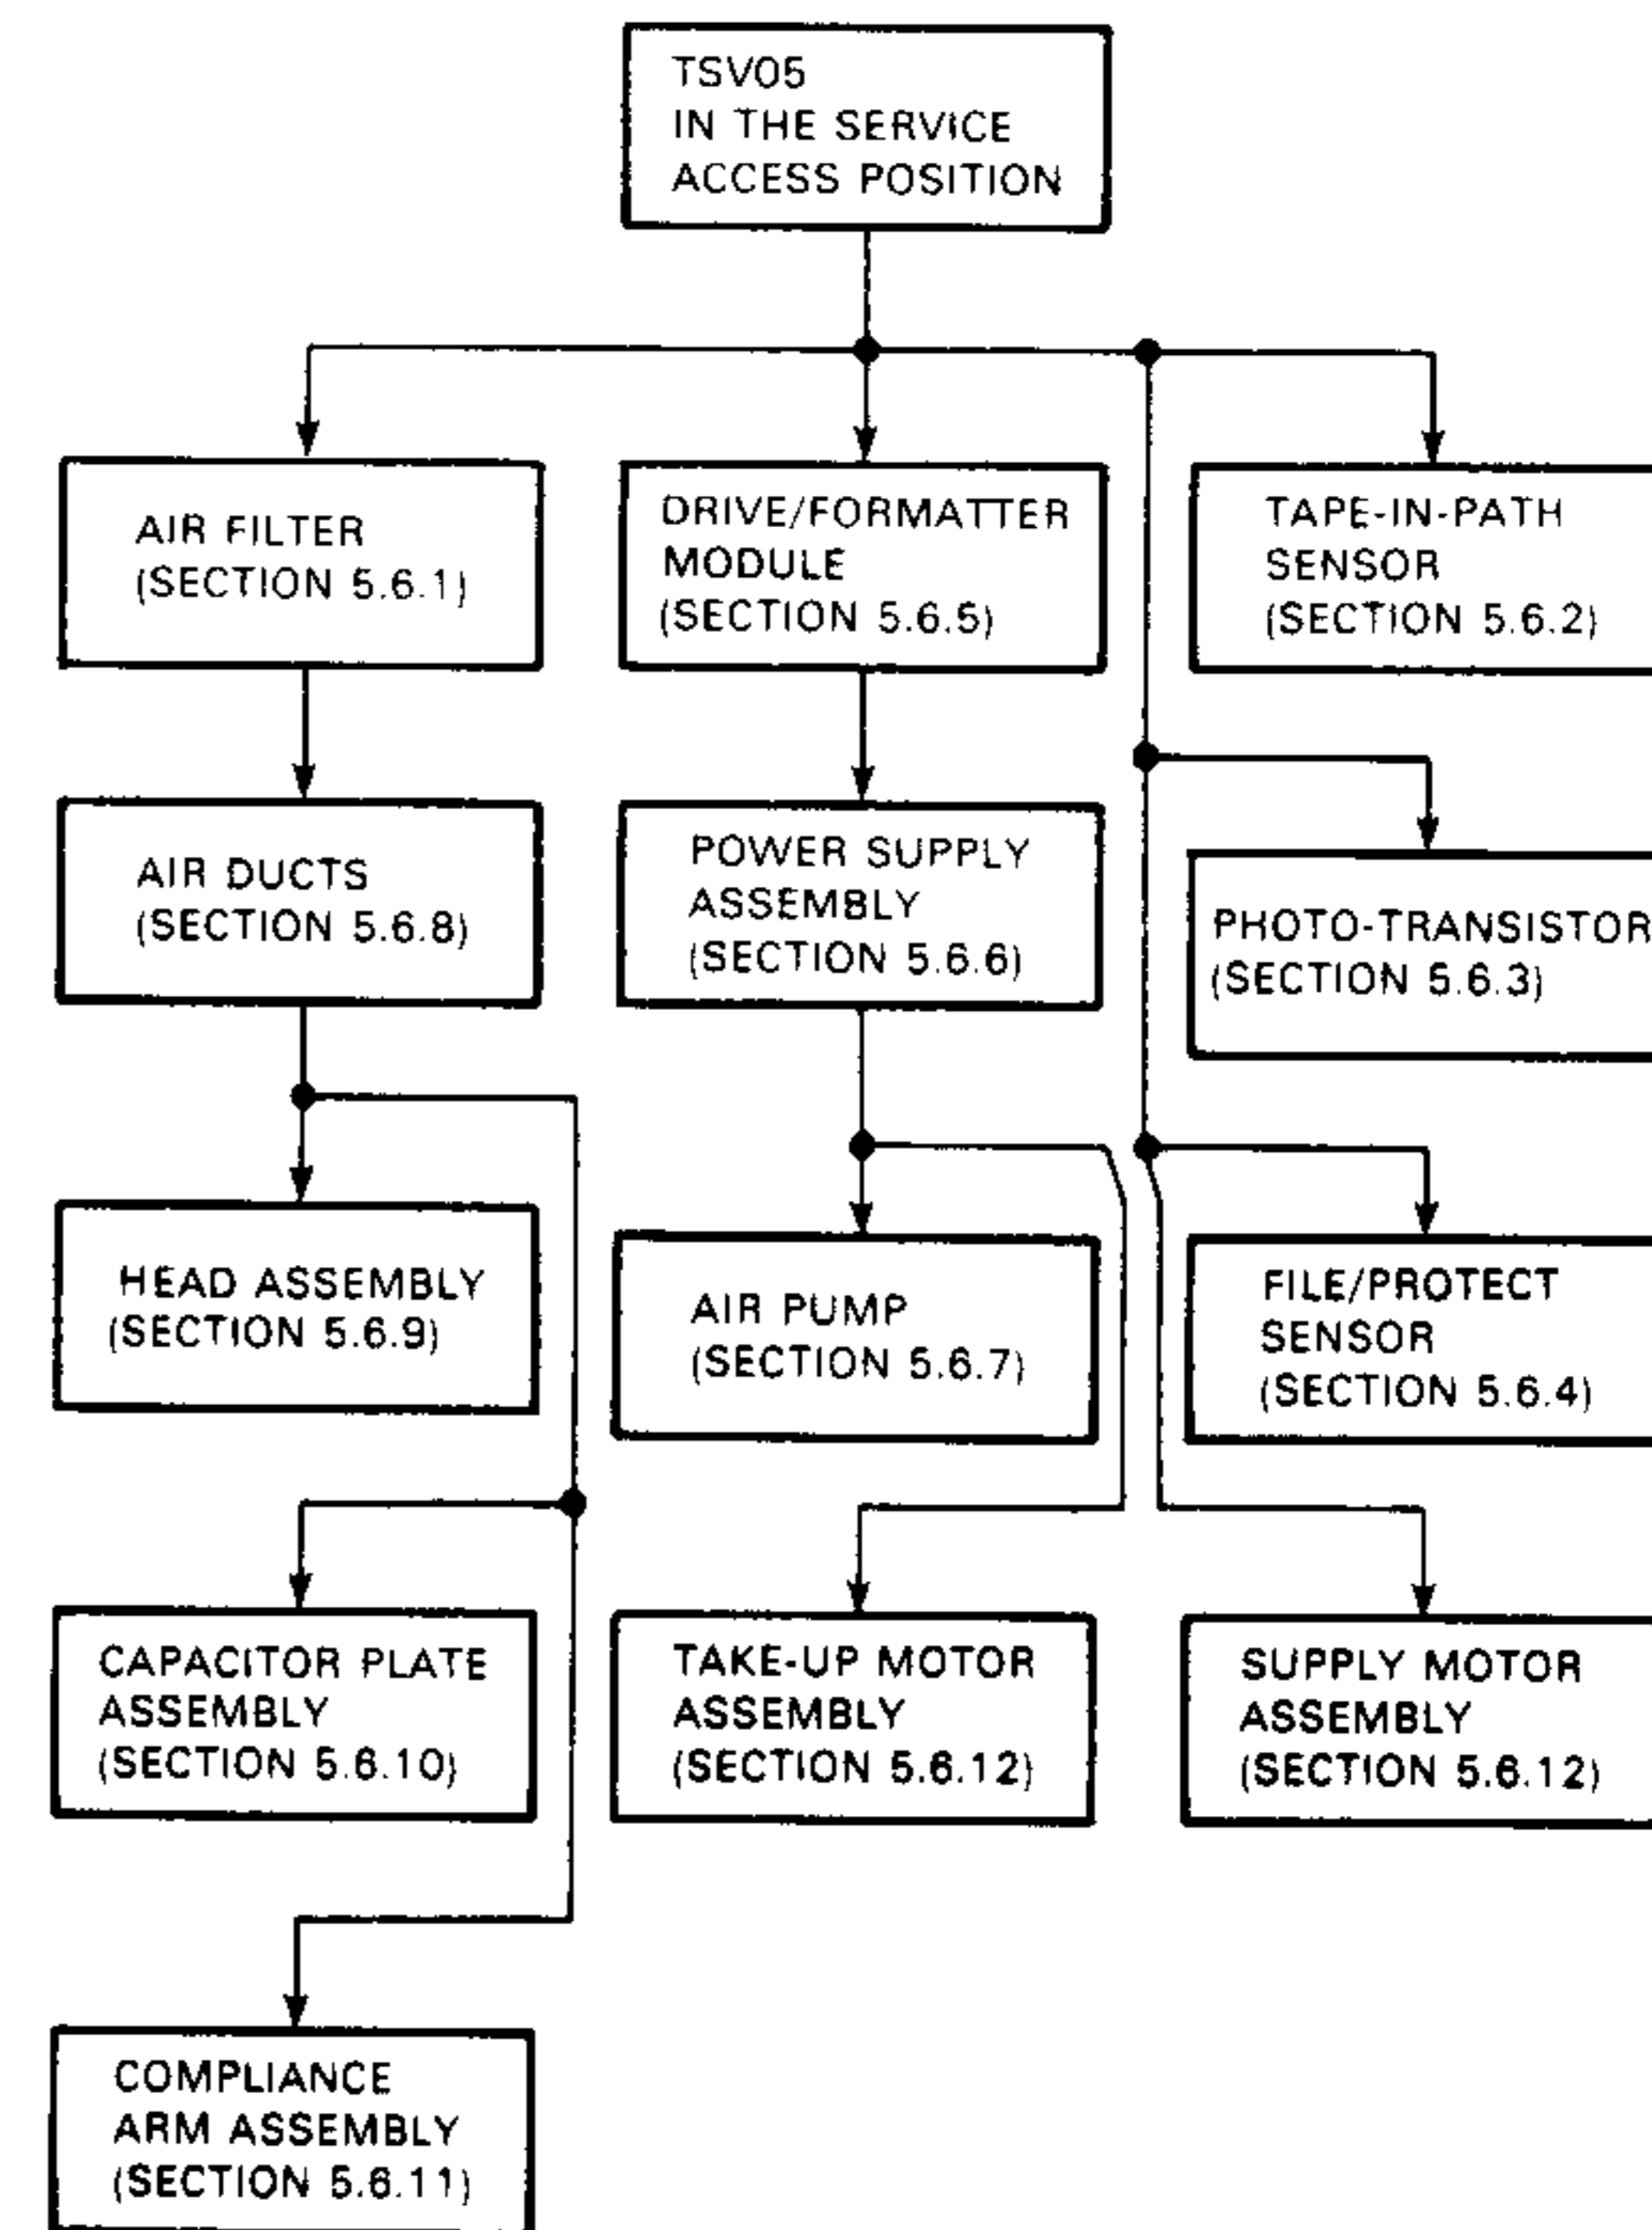 TSV05
IN THE SERVICE
ACCESS POSITION
AIR FILTER
(SECTION 5.6.1)
DRIVE/FORMATTER
MODULE
(SECTION 5.6.5)
TAPE-IN-PATH
SENSOR
(SECTION 5.6.2)
AIR DUCTS
(SECTION 5.6.8)
POWER SUPPLY
ASSEMBLY
(SECTION 5.6.6)
PHOTO-TRANSISTOR
(SECTION 5.6.3)
HEAD ASSEMBLY
(SECTION 5.6.9)
AIR PUMP
(SECTION 5.6.7)
FILE/PROTECT
SENSOR
(SECTION 5.6.4)
CAPACITOR PLATE
ASSEMBLY
(SECTION 5.6.10)
TAKE-UP MOTOR
ASSEMBLY
(SECTION 5.6.12)
SUPPLY MOTOR
ASSEMBLY
(SECTION 5.6.12)
COMPLIANCE
ARM ASSEMBLY
(SECTION 5.6.11)